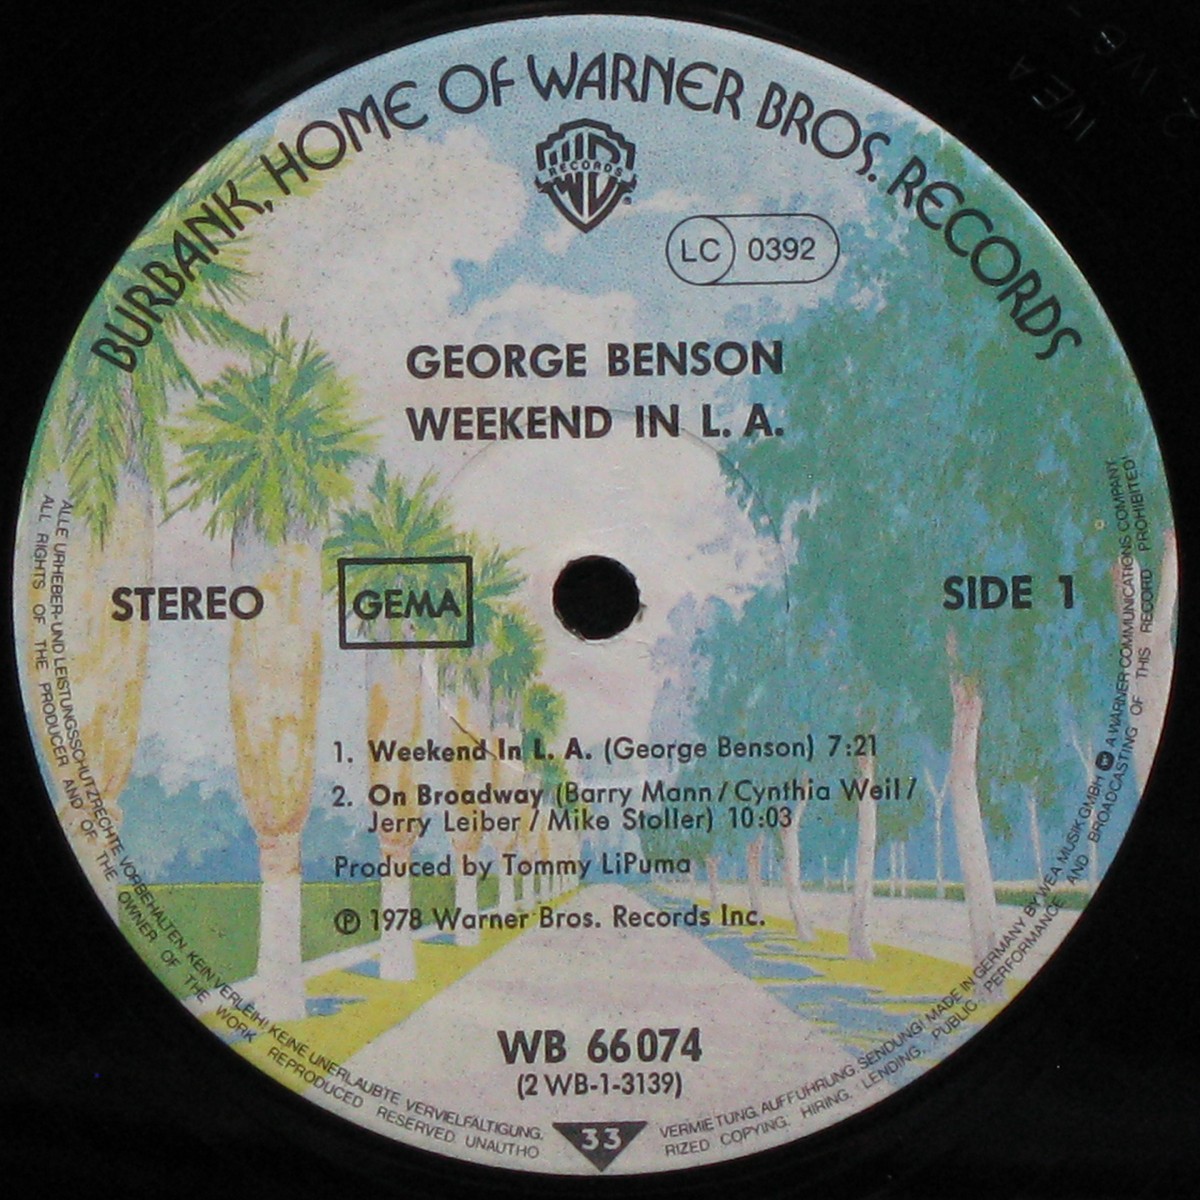 BURBANK, HOME OF WARNER BROS. RECORDS
WB
RECORDS
®
LC 0392
GEORGE BENSON
WEEKEND IN L. A.
STEREO
GEMA
SIDE 1
1. Weekend In L. A. (George Benson) 7:21
2. On Broadway (Barry Mann / Cynthia Weil /
Jerry Leiber / Mike Stoller) 10:03
Produced by Tommy LiPuma
℗ 1978 Warner Bros. Records Inc.
WB 66 074
(2 WB-1-3139)
33
ALLE URHEBER- UND LEISTUNGSSCHUTZRECHTE VORBEHALTEN. KEIN VERLEIH! KEINE UNERLAUBTE VERVIELFÄLTIGUNG, VERMIETUNG, AUFFÜHRUNG, SENDUNG! MADE IN GERMANY BY WEA MUSIK GMBH A WARNER COMMUNICATIONS COMPANY
ALL RIGHTS OF THE PRODUCER AND OF THE OWNER OF THE WORK REPRODUCED RESERVED. UNAUTHORIZED COPYING, HIRING, LENDING, PUBLIC PERFORMANCE AND BROADCASTING OF THIS RECORD PROHIBITED!